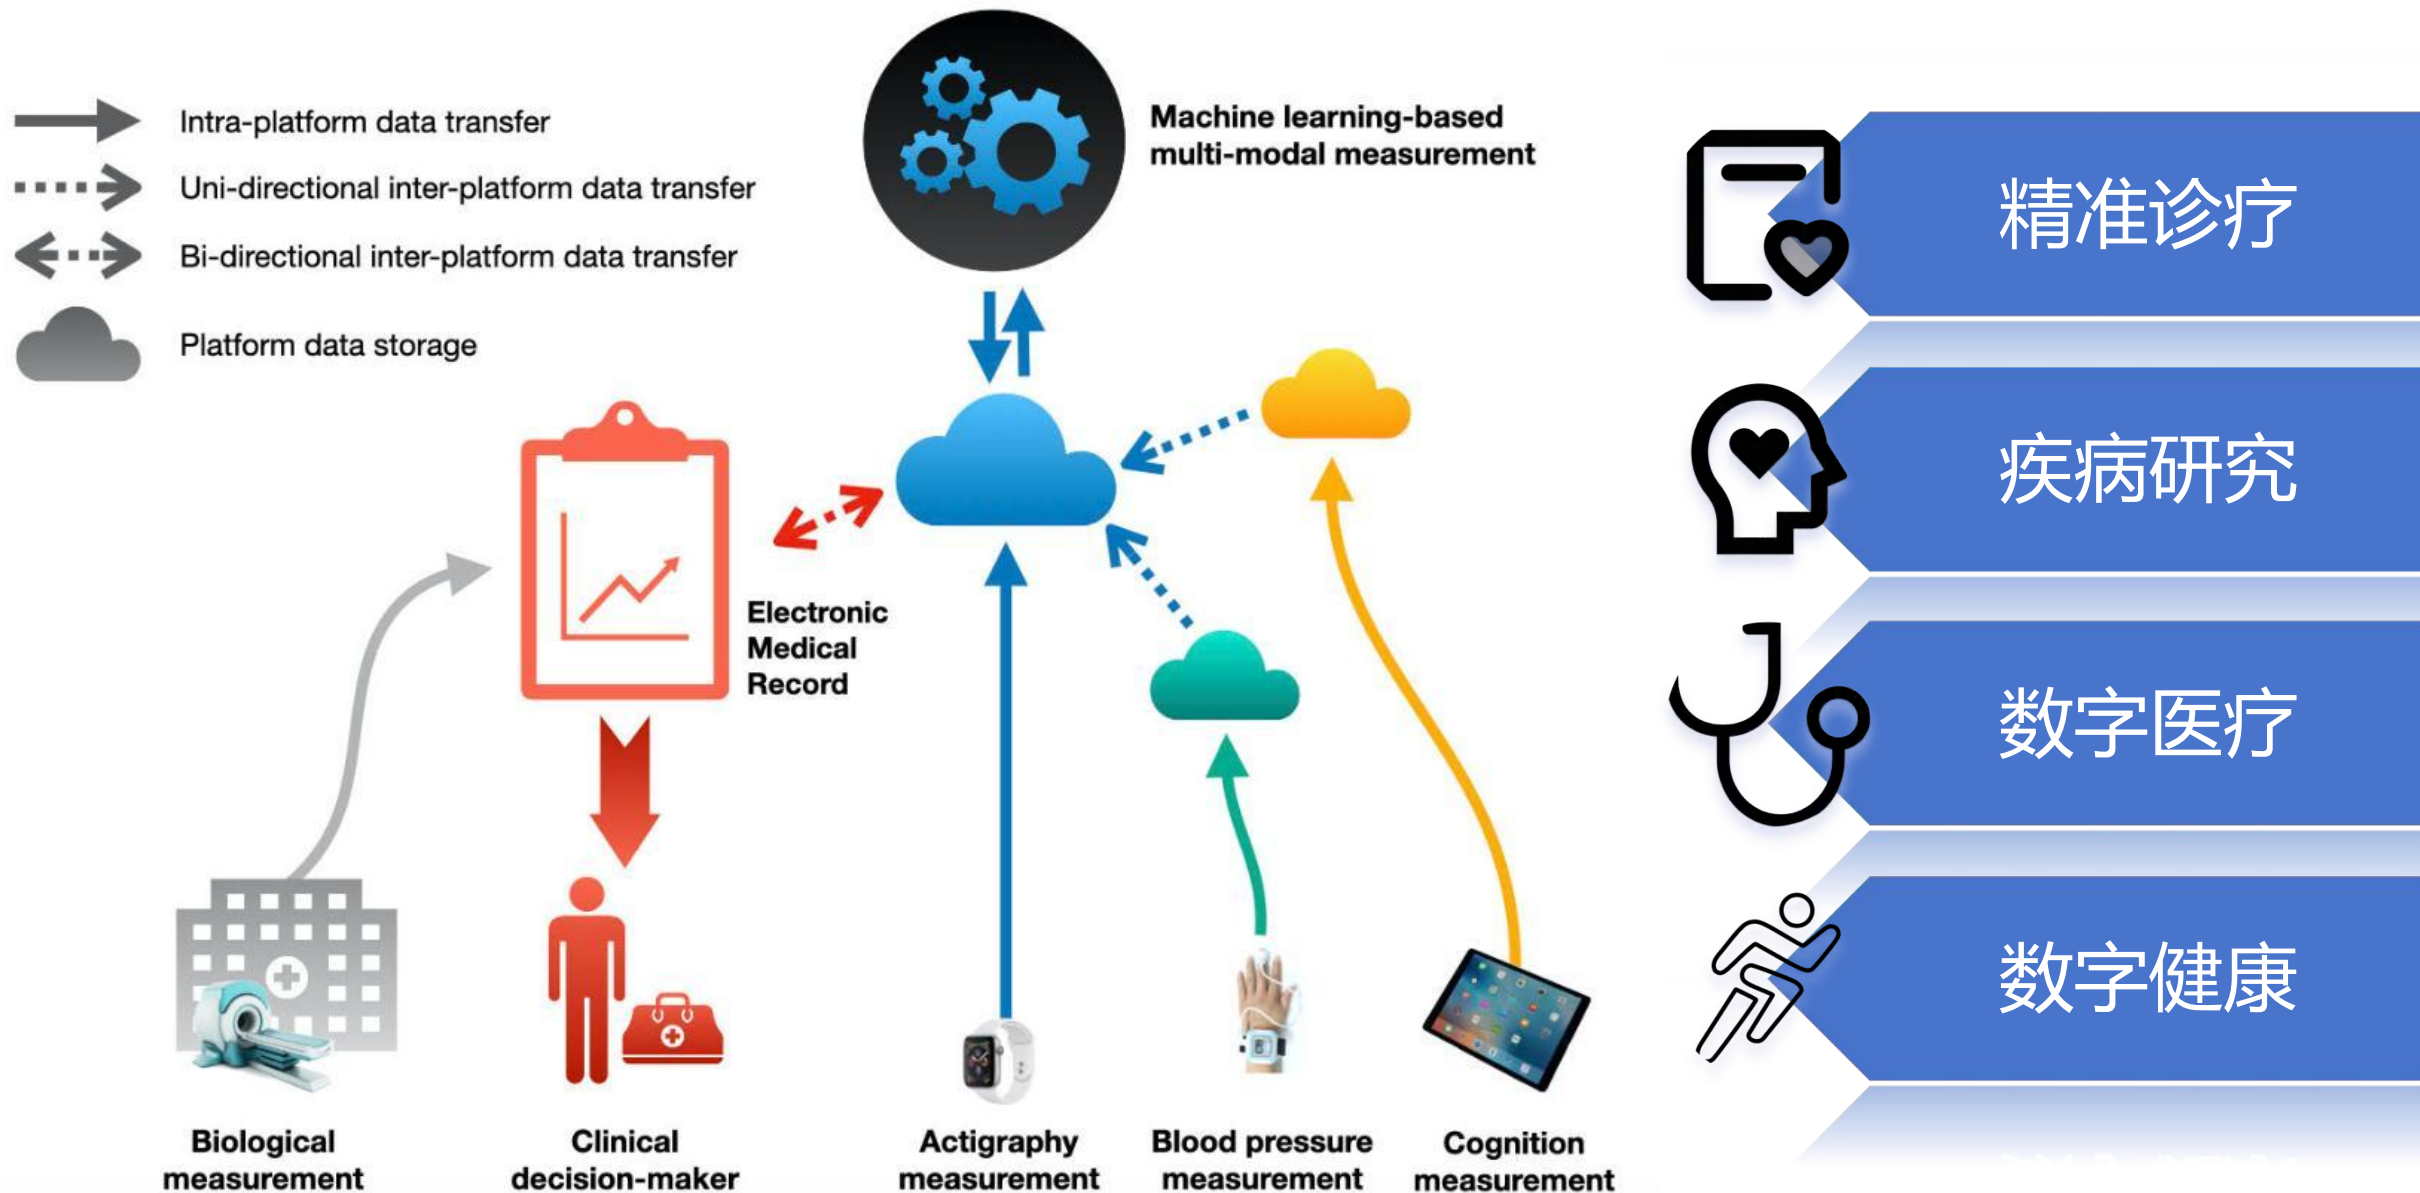 Intra-platform data transfer
Uni-directional inter-platform data transfer
Bi-directional inter-platform data transfer
Platform data storage
Machine learning-based
multi-modal measurement
Electronic
Medical
Record
Biological
measurement
Clinical
decision-maker
Actigraphy
measurement
Blood pressure
measurement
Cognition
measurement
精准诊疗
疾病研究
数字医疗
数字健康